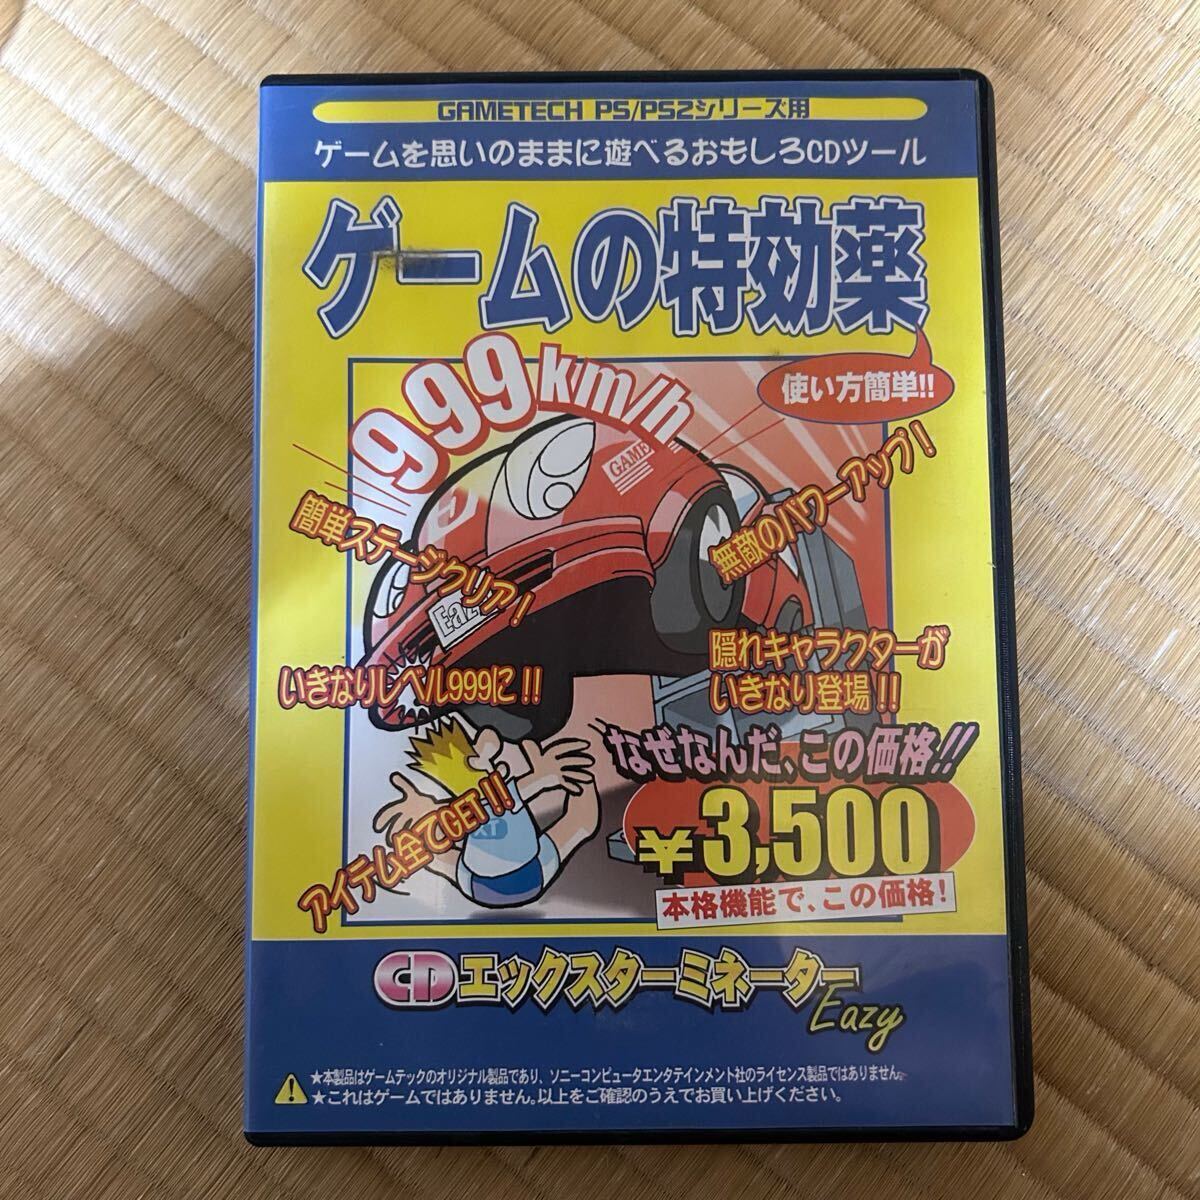 GAMETECH PS/PS2シリーズ用
ゲームを思いのままに遊べるおもしろCDツール
ゲームの特効薬
使い方簡単!!
999km/h
GAME
簡単ステージクリア!
無敵のパワーアップ!
Eaz
いきなりレベル999に!!
隠れキャラクターが
いきなり登場!!
なぜなんだ、この価格!!
アイテム全てGET!!
XT
¥3,500
本格機能で、この価格!
CDエックスターミネーター
Eazy
★本製品はゲームテックのオリジナル製品であり、ソニーコンピュータエンタテインメント社のライセンス製品ではありません。
★これはゲームではありません。以上をご確認のうえでお買い上げください。